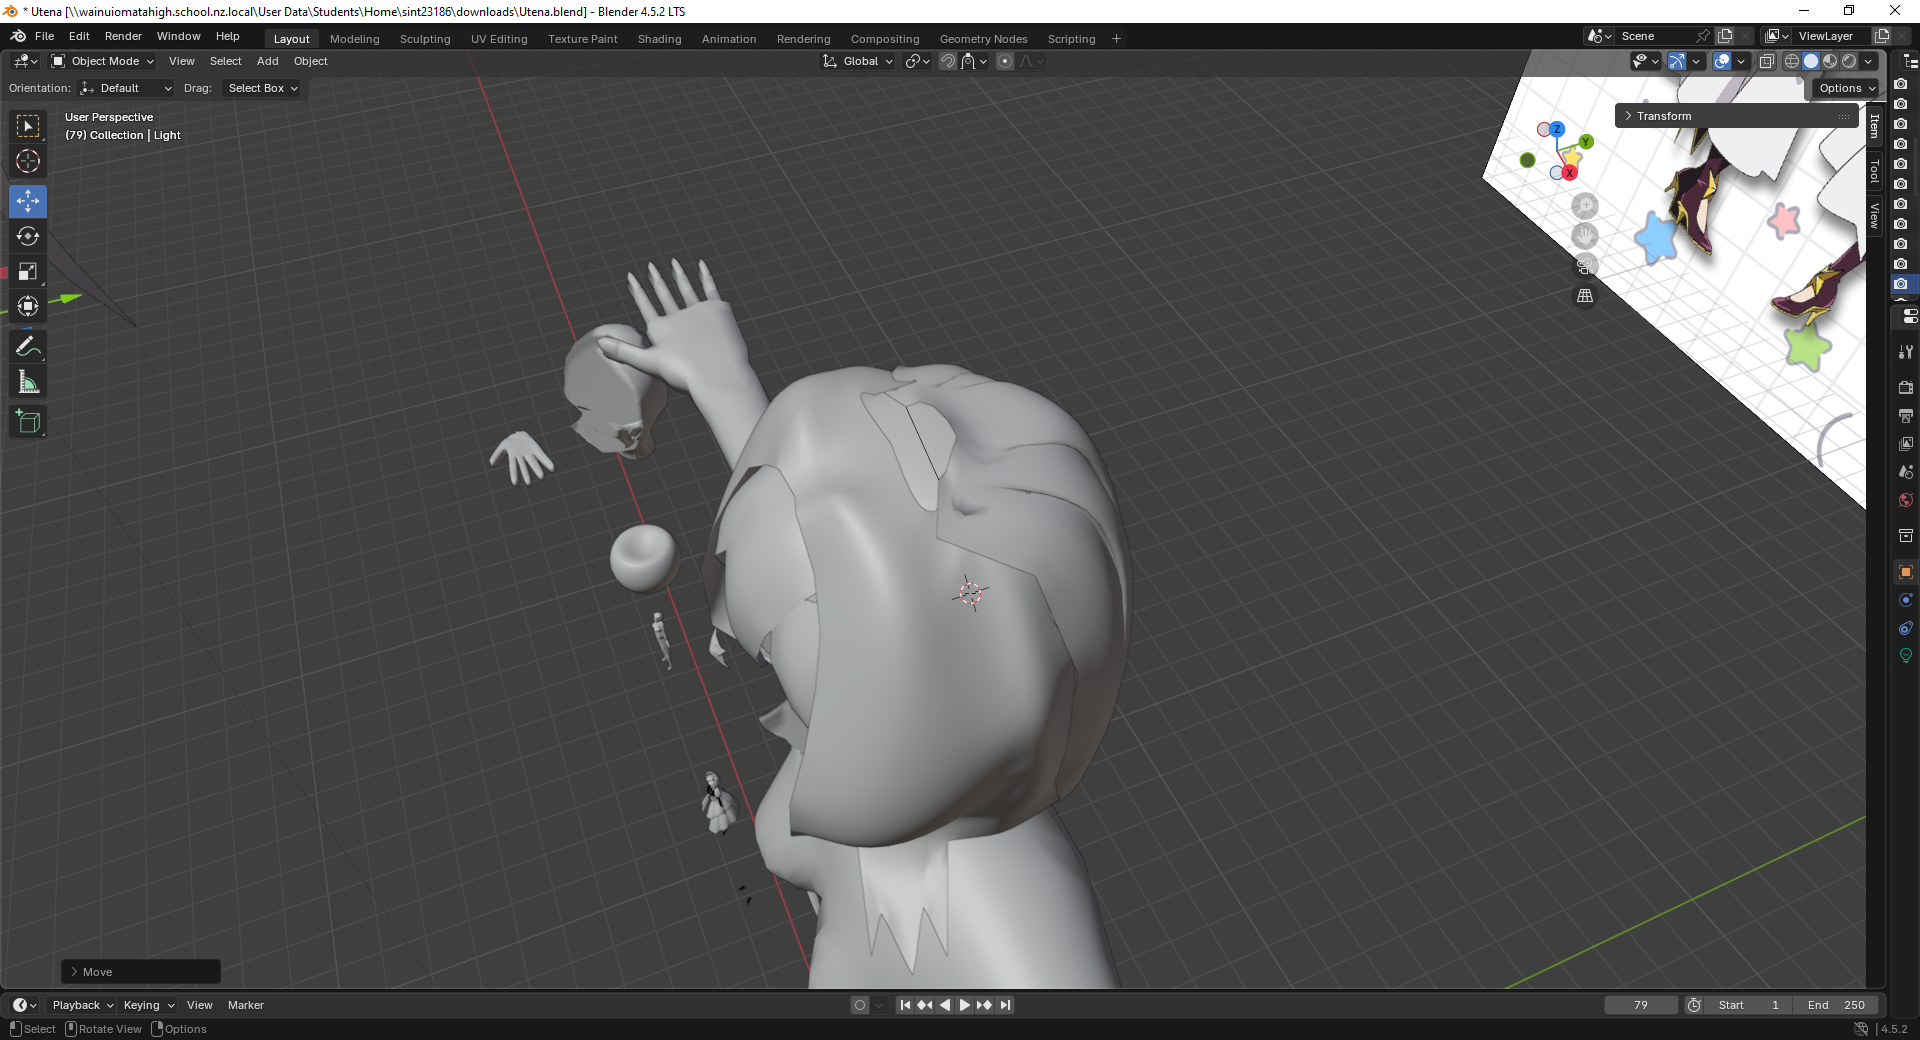 * Utena [\\wainuiomatahigh.school.nz.local\User Data\Students\Home\sint23186\downloads\Utena.blend] - Blender 4.5.2 LTS
File Edit Render Window Help Layout Modeling Sculpting UV Editing Texture Paint Shading Animation Rendering Compositing Geometry Nodes Scripting + Scene ViewLayer
Object Mode View Select Add Object Global
Orientation: Default Drag: Select Box Options
User Perspective
(79) Collection | Light
Transform
Item
Tool
View
Z
Y
X
Move
Playback Keying View Marker 79 Start 1 End 250
Select Rotate View Options 4.5.2